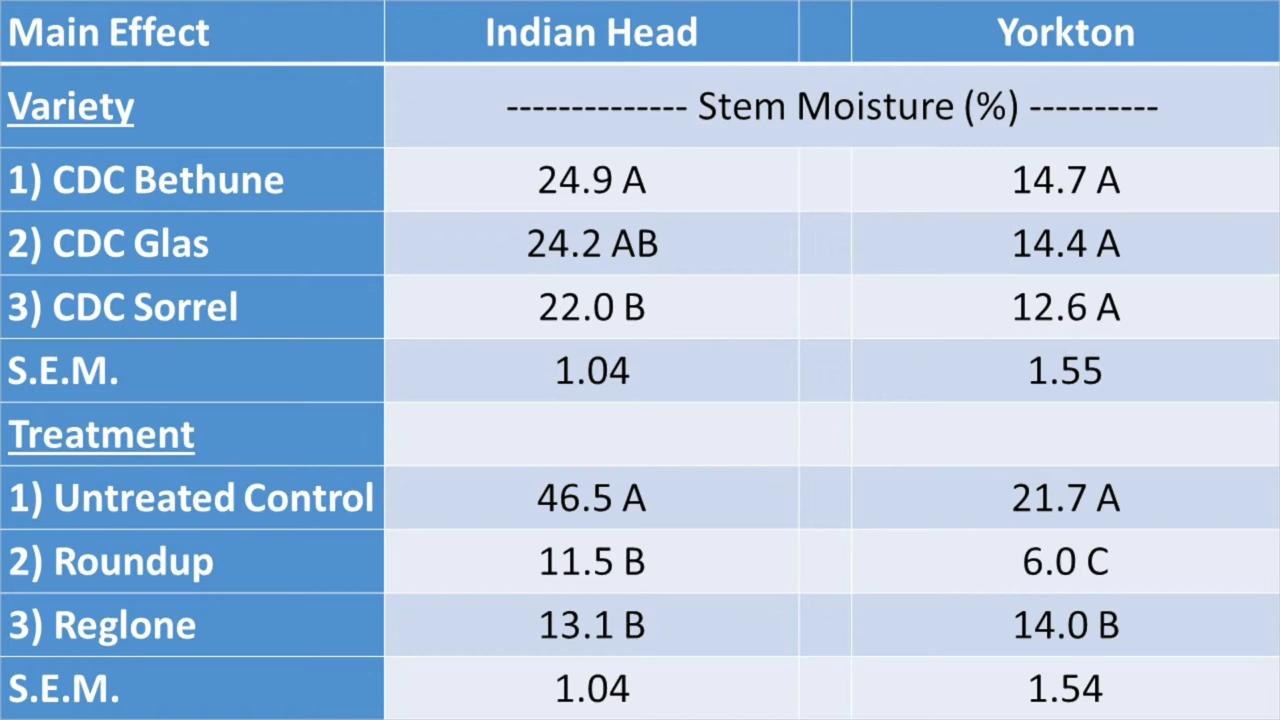 Main Effect Indian Head Yorkton
Variety -------------- Stem Moisture (%) ----------
1) CDC Bethune 24.9 A 14.7 A
2) CDC Glas 24.2 AB 14.4 A
3) CDC Sorrel 22.0 B 12.6 A
S.E.M. 1.04 1.55
Treatment
1) Untreated Control 46.5 A 21.7 A
2) Roundup 11.5 B 6.0 C
3) Reglone 13.1 B 14.0 B
S.E.M. 1.04 1.54